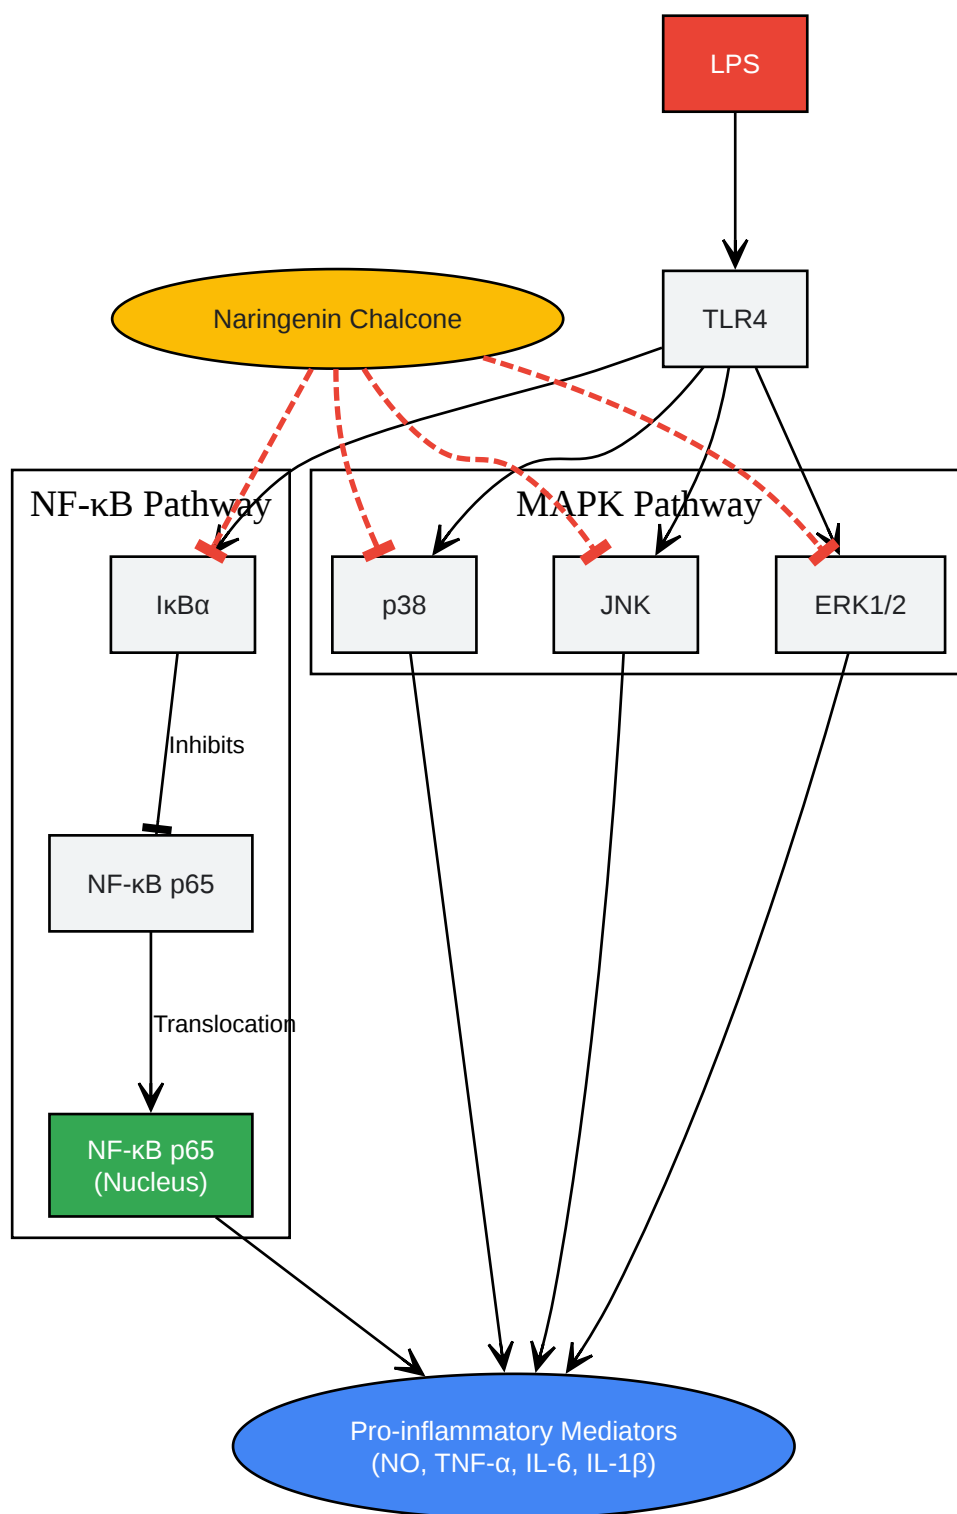 LPS
Naringenin Chalcone
TLR4
NF-κB Pathway
MAPK Pathway
IκBα
p38
JNK
ERK1/2
Inhibits
NF-κB p65
Translocation
NF-κB p65
(Nucleus)
Pro-inflammatory Mediators
(NO, TNF-α, IL-6, IL-1β)